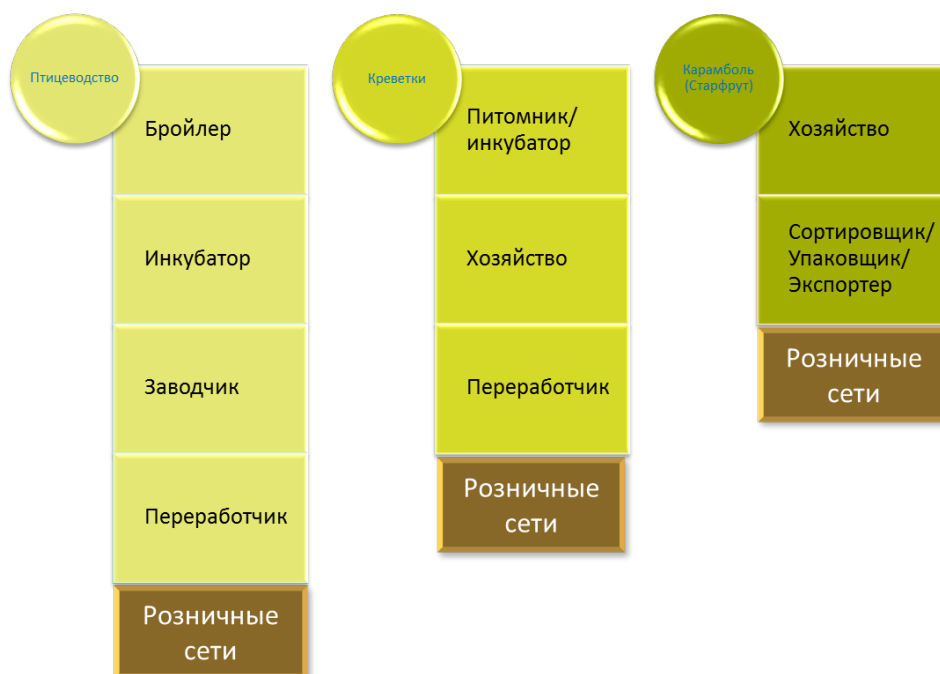 Птицеводство
Бройлер
Инкубатор
Заводчик
Переработчик
Розничные
сети
Креветки
Питомник/
инкубатор
Хозяйство
Переработчик
Розничные
сети
Карамболь
(Старфрут)
Хозяйство
Сортировщик/
Упаковщик/
Экспортер
Розничные
сети